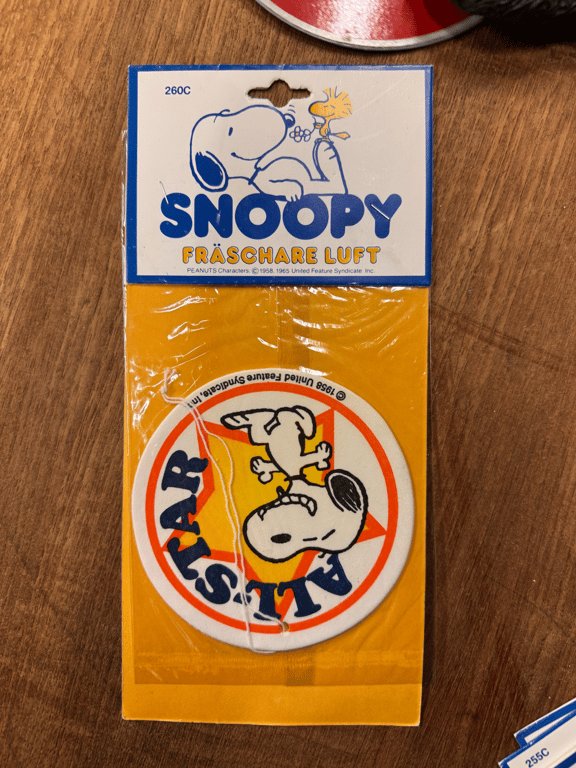 260C
SNOOPY
FRÄSCHARE LUFT
PEANUTS Characters: © 1958, 1965 United Feature Syndicate Inc.
© 1958 United Feature Syndicate, In
ALL·STAR
255C